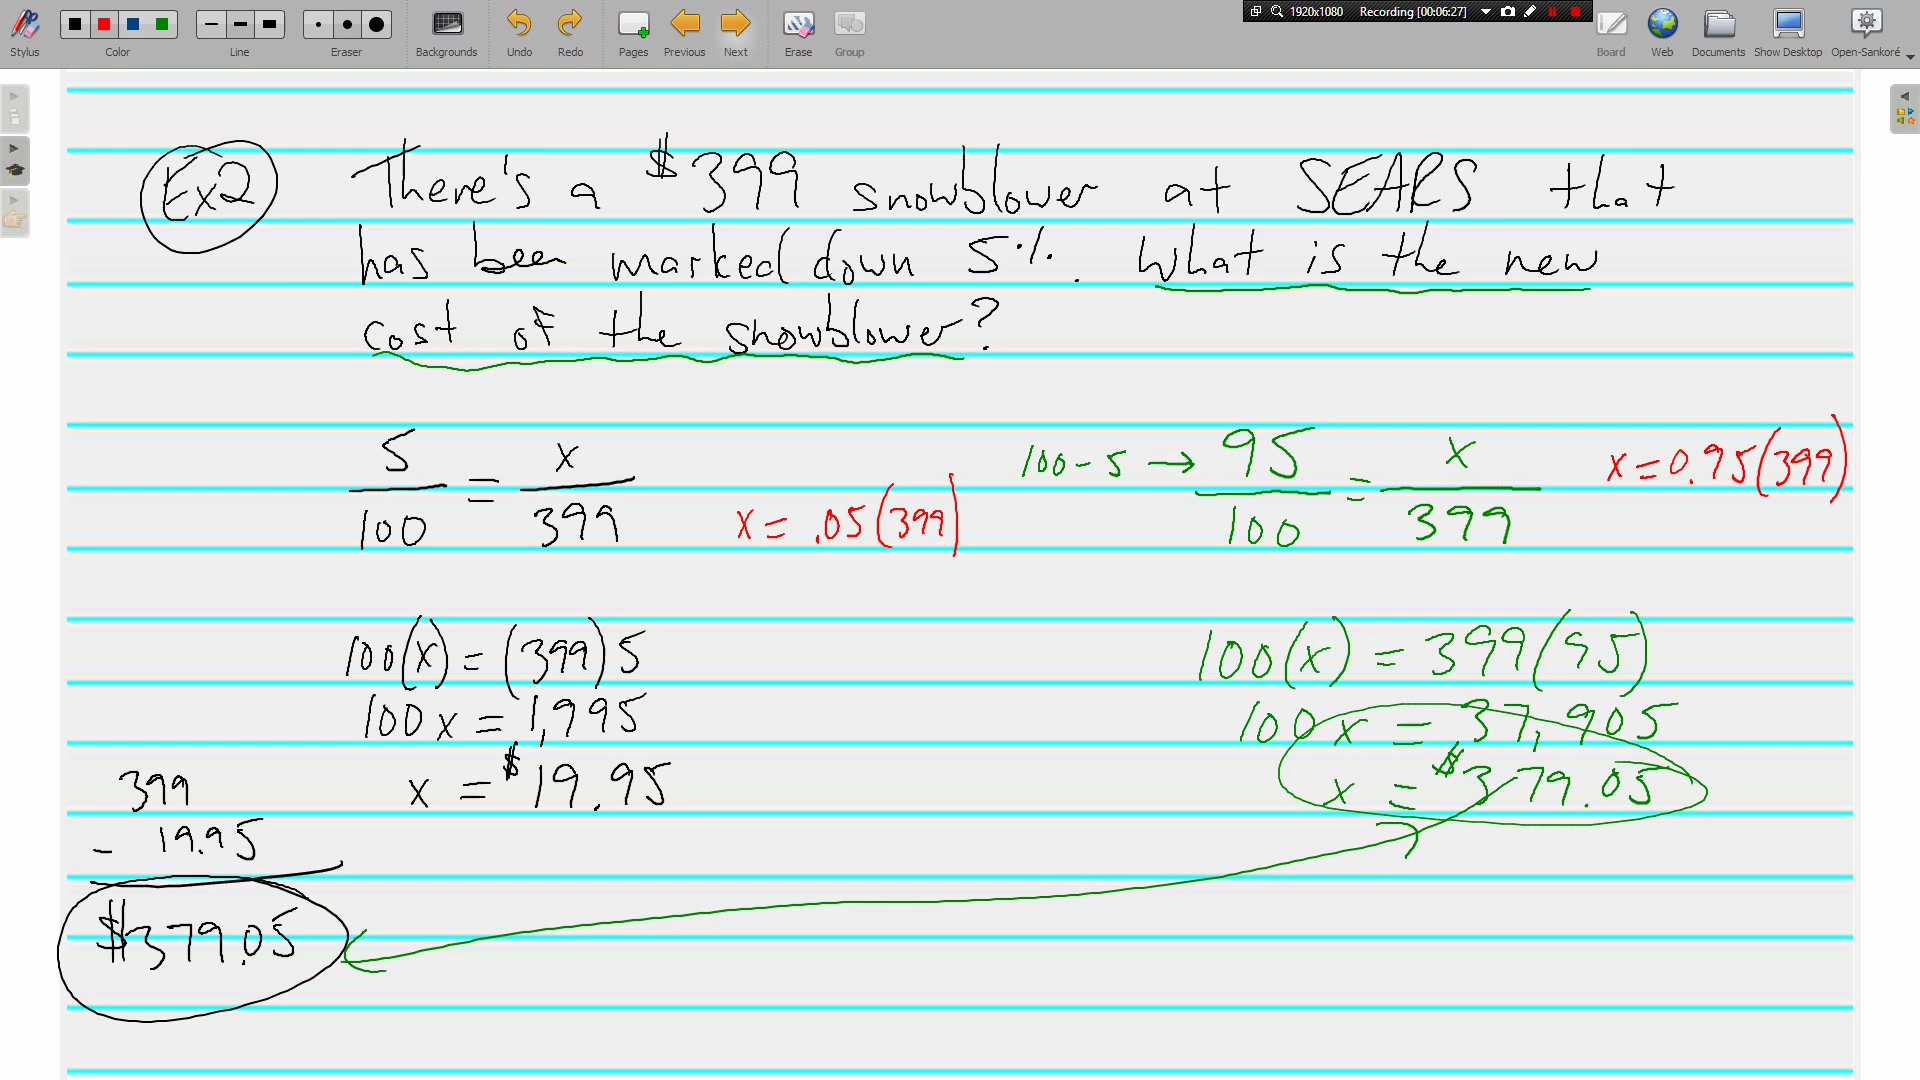 Stylus
Color
Line
Eraser
Backgrounds
Undo
Redo
Pages
Previous
Next
Erase
Group
1920x1080
Recording [00:06:27]
Board
Web
Documents
Show Desktop
Open-Sankoré
Ex2
There's a $399 snowblower at SEARS that
has been marked down 5%. What is the new
cost of the snowblower?
5/100 = x/399
x = .05(399)
100(x) = (399)5
100x = 1,995
x = $19.95
399
- 19.95
$379.05
100 - 5 → 95/100 = x/399
x = 0.95(399)
100(x) = 399(95)
100x = 37,905
x = $379.05